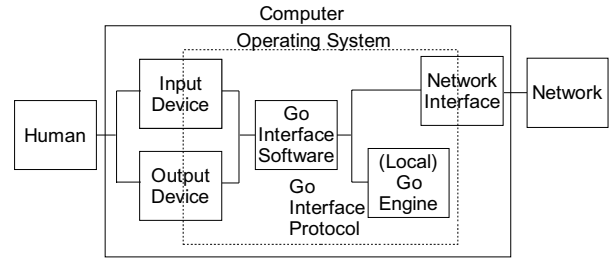 Computer
Operating System
Input
Device
Network
Interface
Network
Human
Go
Interface
Software
Output
Device
(Local)
Go
Engine
Go
Interface
Protocol